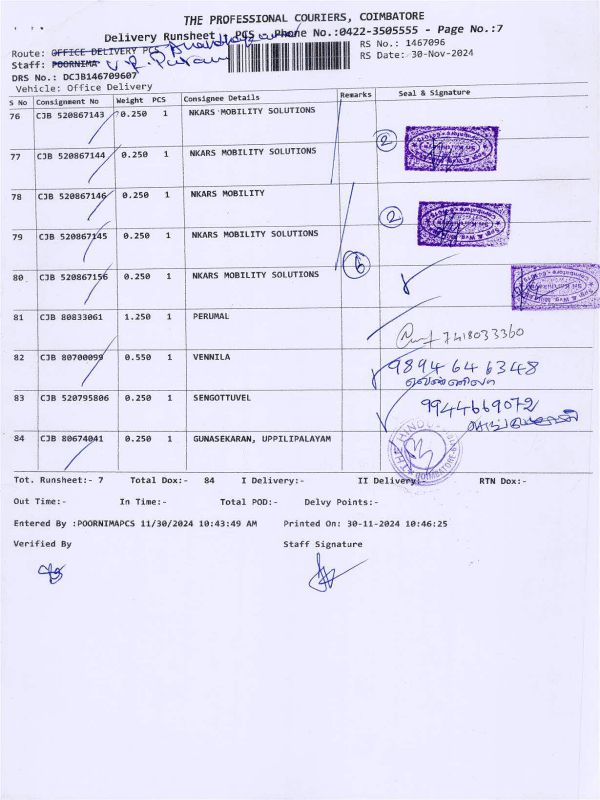 THE PROFESSIONAL COURIERS, COIMBATORE
Delivery Runsheet : PCS - Phone No.:0422-3505555 - Page No.:7
Route: OFFICE DELIVERY PCS
RS No.: 1467096
Staff: POORNIMA
RS Date: 30-Nov-2024
DRS No.: DCJB146709607
Vehicle: Office Delivery
S No Consignment No Weight PCS Consignee Details Remarks Seal & Signature
76 CJB 520867143 0.250 1 NKARS MOBILITY SOLUTIONS
2
77 CJB 520867144 0.250 1 NKARS MOBILITY SOLUTIONS
78 CJB 520867146 0.250 1 NKARS MOBILITY
2
79 CJB 520867145 0.250 1 NKARS MOBILITY SOLUTIONS
6
80 CJB 520867156 0.250 1 NKARS MOBILITY SOLUTIONS
81 CJB 80833061 1.250 1 PERUMAL
7418033360
82 CJB 80700099 0.550 1 VENNILA
9894646348
வெண்ணிலா
83 CJB 520795806 0.250 1 SENGOTTUVEL
9944669072
84 CJB 80674041 0.250 1 GUNASEKARAN, UPPILIPALAYAM
THE HINDU
COIMBATORE
Tot. Runsheet:- 7 Total Dox:- 84 I Delivery:- II Delivery:- RTN Dox:-
Out Time:- In Time:- Total POD:- Delvy Points:-
Entered By :POORNIMAPCS 11/30/2024 10:43:49 AM Printed On: 30-11-2024 10:46:25
Verified By Staff Signature